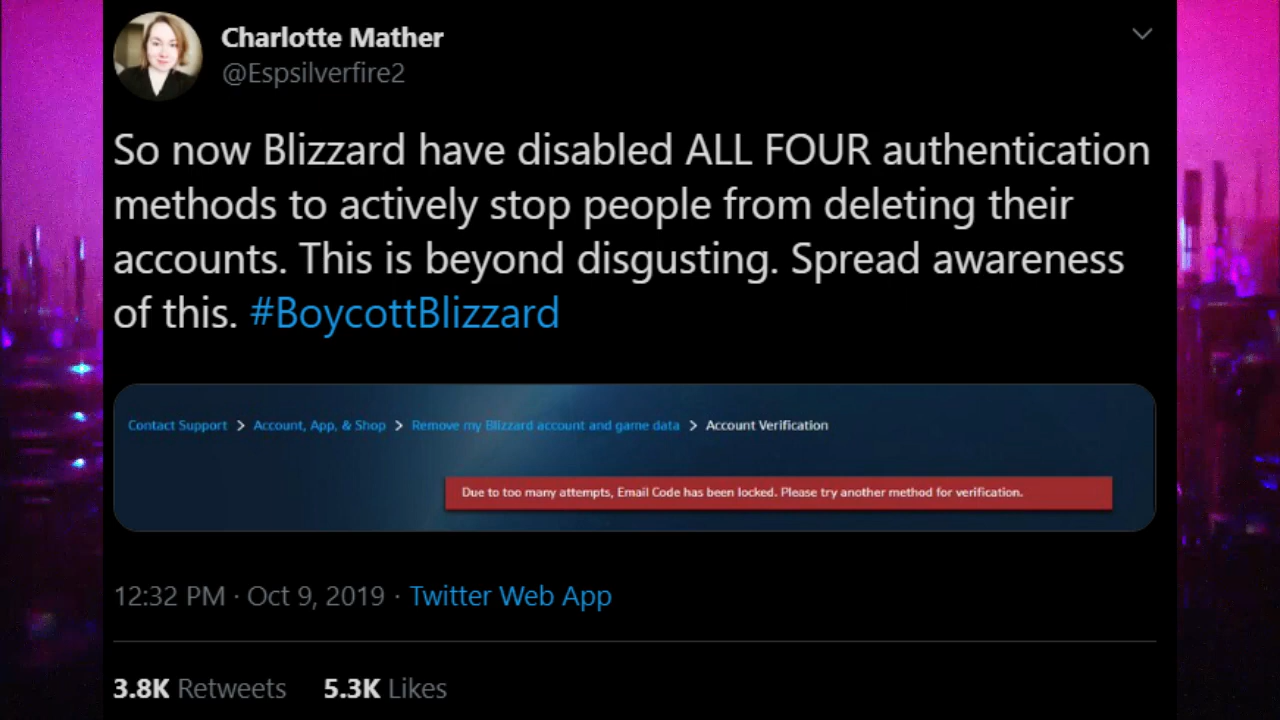 Charlotte Mather
@Espsilverfire2
So now Blizzard have disabled ALL FOUR authentication
methods to actively stop people from deleting their
accounts. This is beyond disgusting. Spread awareness
of this. #BoycottBlizzard
Contact Support > Account, App, & Shop > Remove my Blizzard account and game data > Account Verification
Due to too many attempts, Email Code has been locked. Please try another method for verification.
12:32 PM · Oct 9, 2019 · Twitter Web App
3.8K Retweets 5.3K Likes